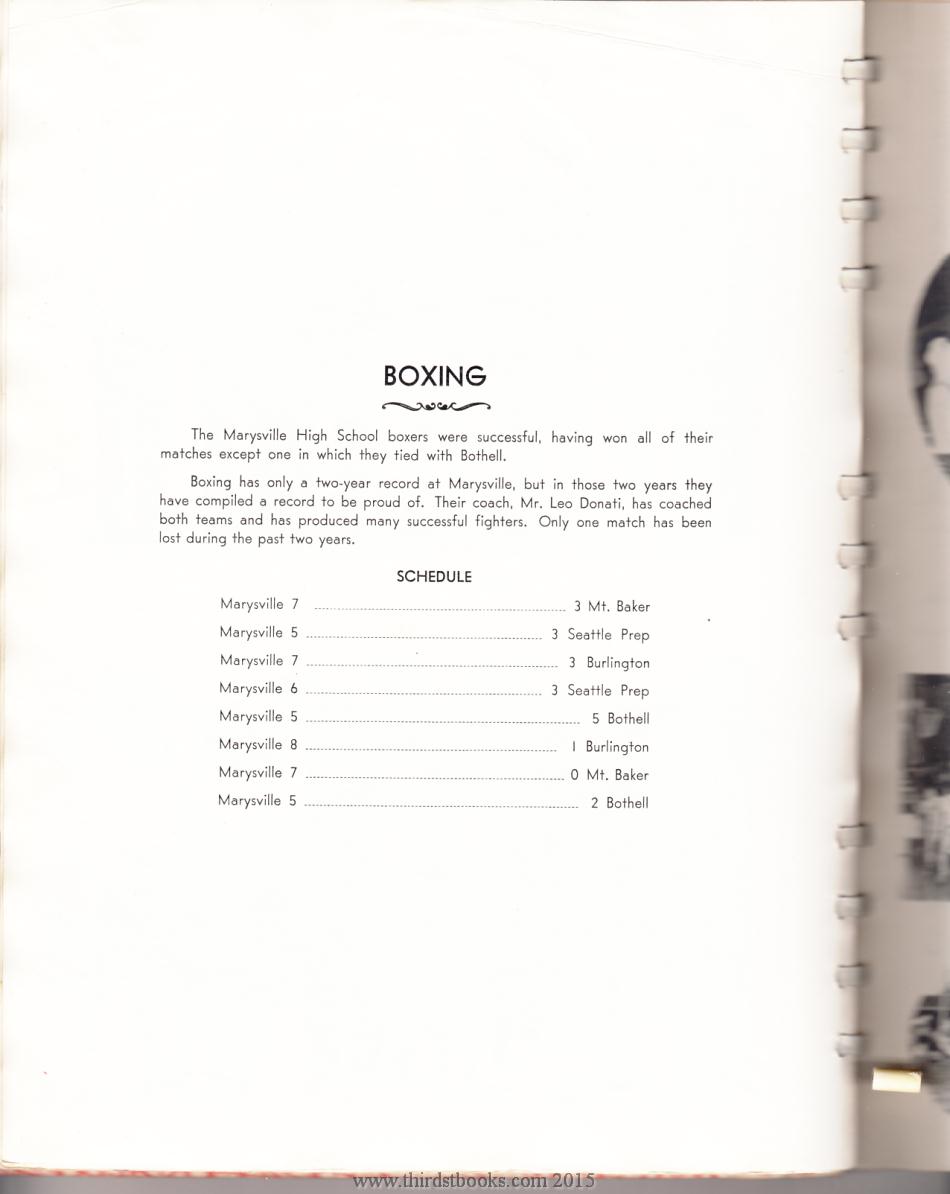 BOXING
The Marysville High School boxers were successful, having won all of their
matches except one in which they tied with Bothell.
Boxing has only a two-year record at Marysville, but in those two years they
have compiled a record to be proud of. Their coach, Mr. Leo Donati, has coached
both teams and has produced many successful fighters. Only one match has been
lost during the past two years.
SCHEDULE
Marysville 7 ........ 3 Mt. Baker
Marysville 5 ........ 3 Seattle Prep
Marysville 7 ........ 3 Burlington
Marysville 6 ........ 3 Seattle Prep
Marysville 5 ........ 5 Bothell
Marysville 8 ........ 1 Burlington
Marysville 7 ........ 0 Mt. Baker
Marysville 5 ........ 2 Bothell
www.thirdstbooks.com 2015